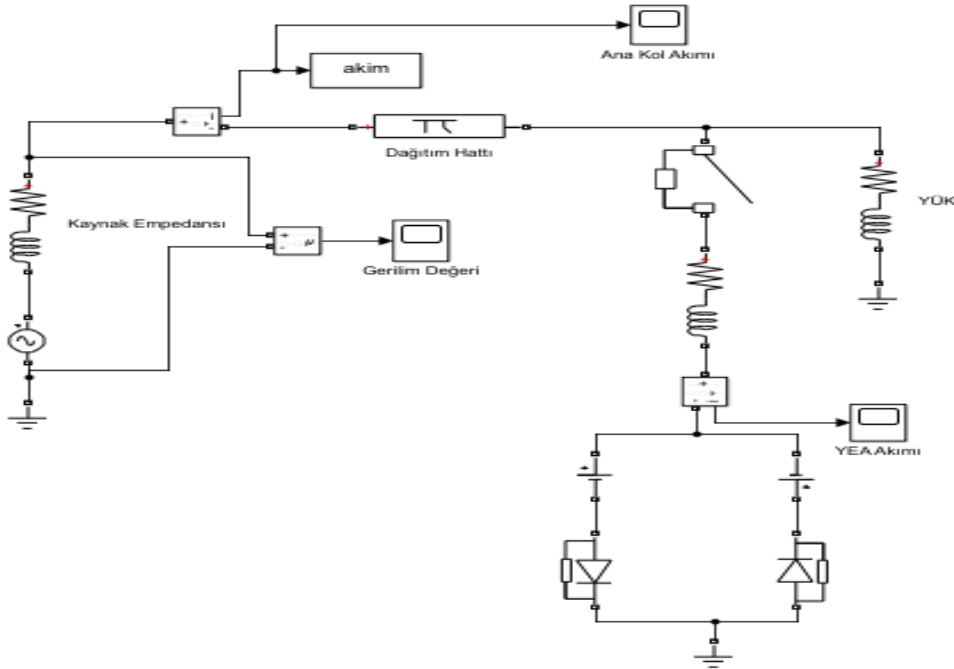 Ana Kol Akımı
akim
Dağıtım Hattı
YÜK
Kaynak Empedansı
Gerilim Değeri
YEA Akımı